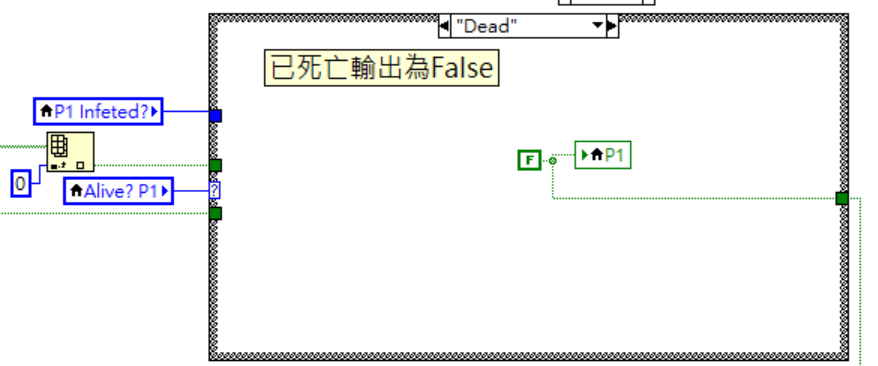 "Dead"
已死亡輸出為False
P1 Infeted?
F
P1
0
Alive? P1
?